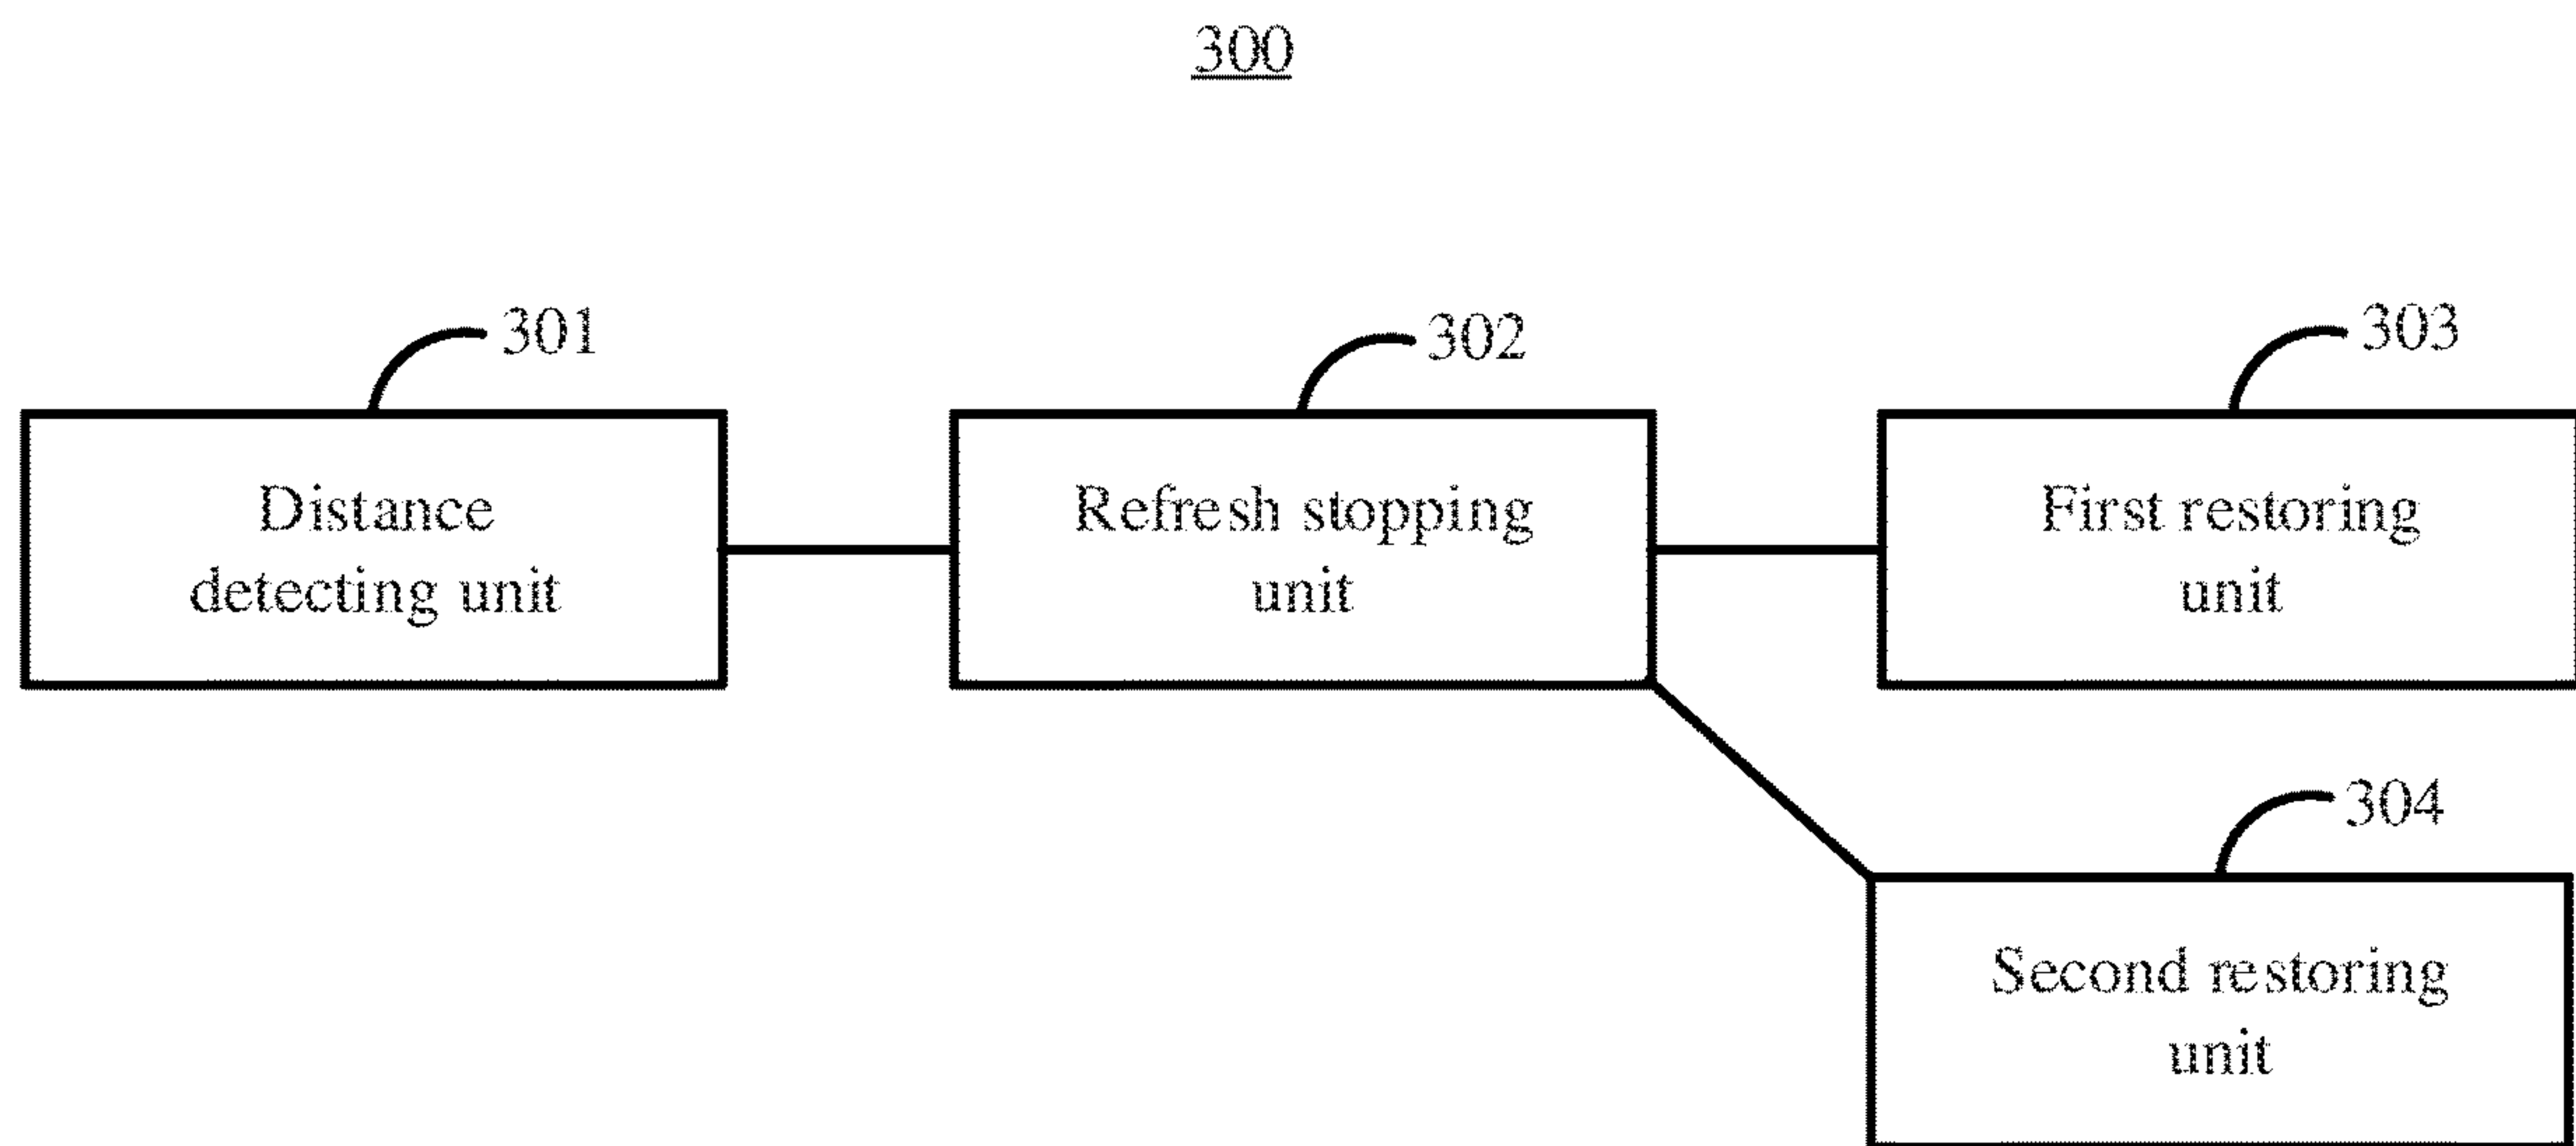 300
301
302
303
Distance
detecting unit
Refresh stopping
unit
First restoring
unit
304
Second restoring
unit